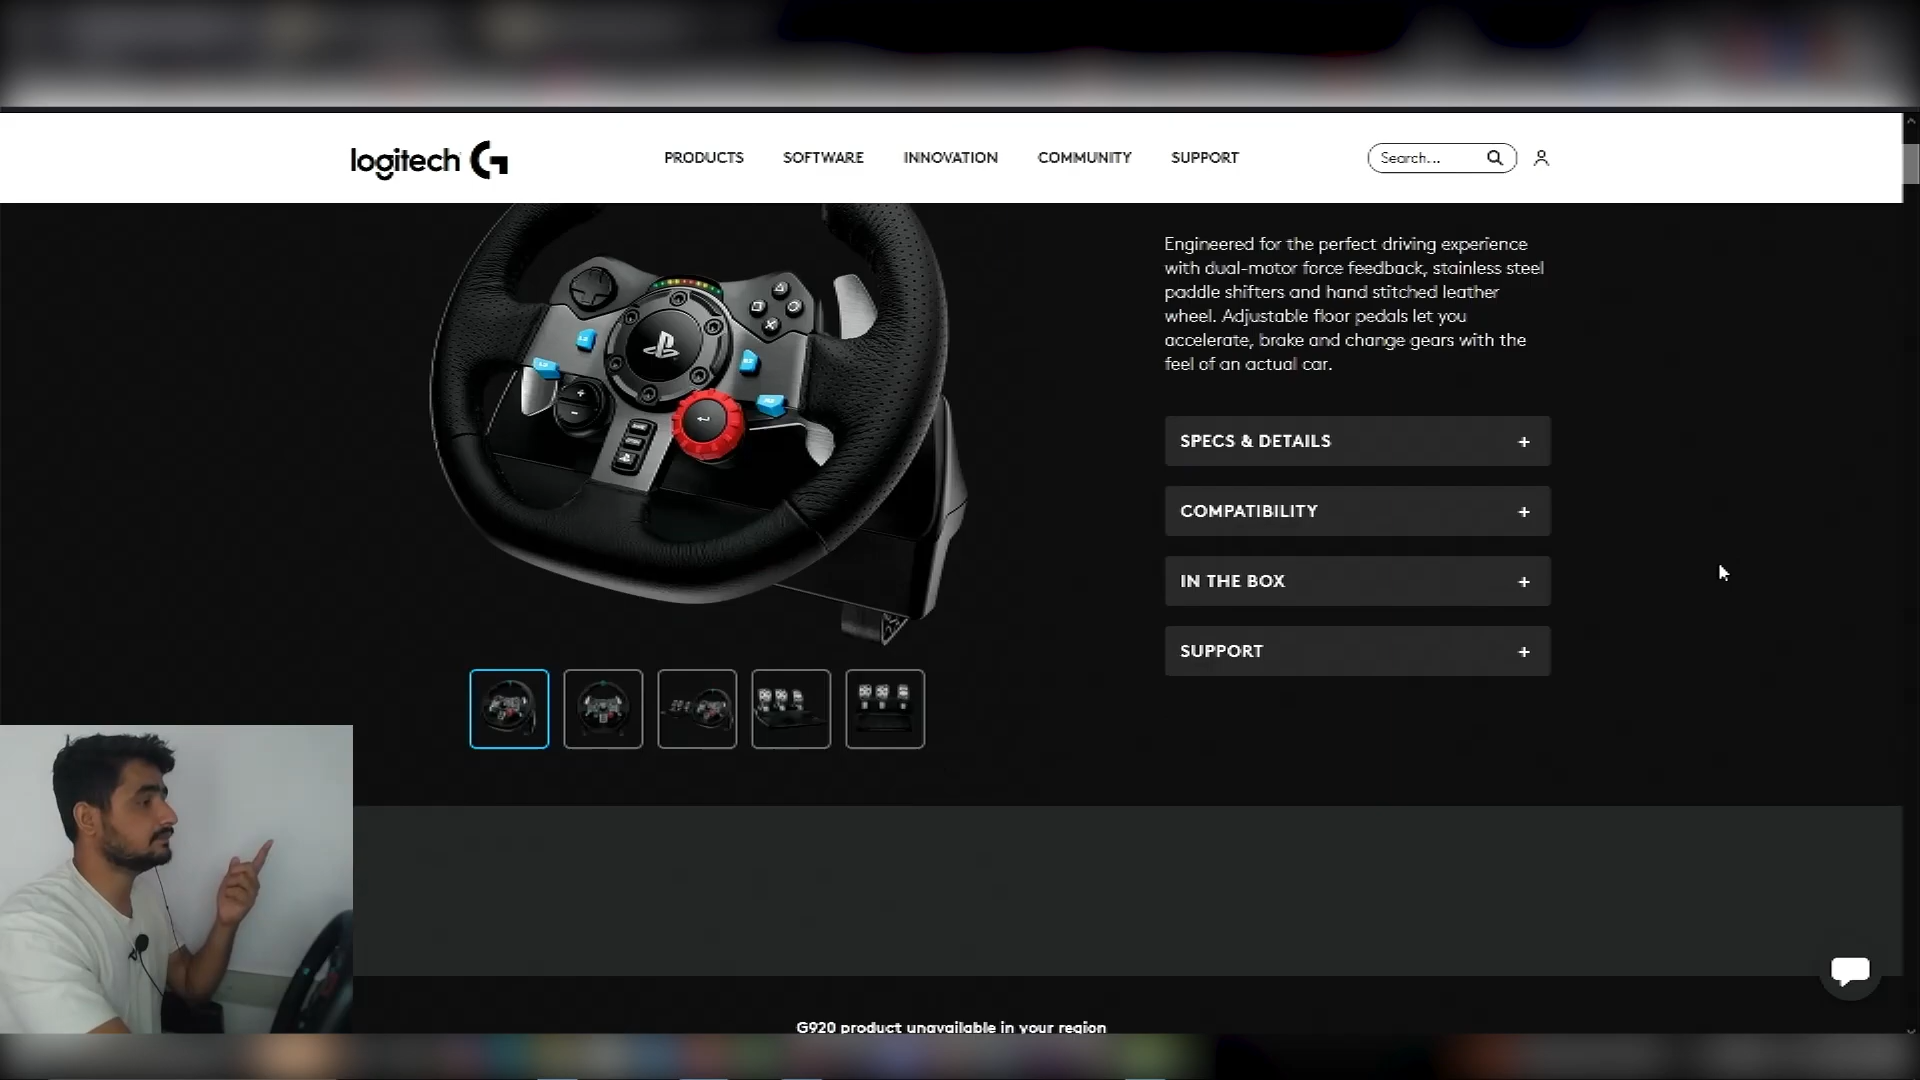 logitech G
PRODUCTS
SOFTWARE
INNOVATION
COMMUNITY
SUPPORT
Search...
Engineered for the perfect driving experience
with dual-motor force feedback, stainless steel
paddle shifters and hand stitched leather
wheel. Adjustable floor pedals let you
accelerate, brake and change gears with the
feel of an actual car.
SPECS & DETAILS +
COMPATIBILITY +
IN THE BOX +
SUPPORT +
G920 product unavailable in your region